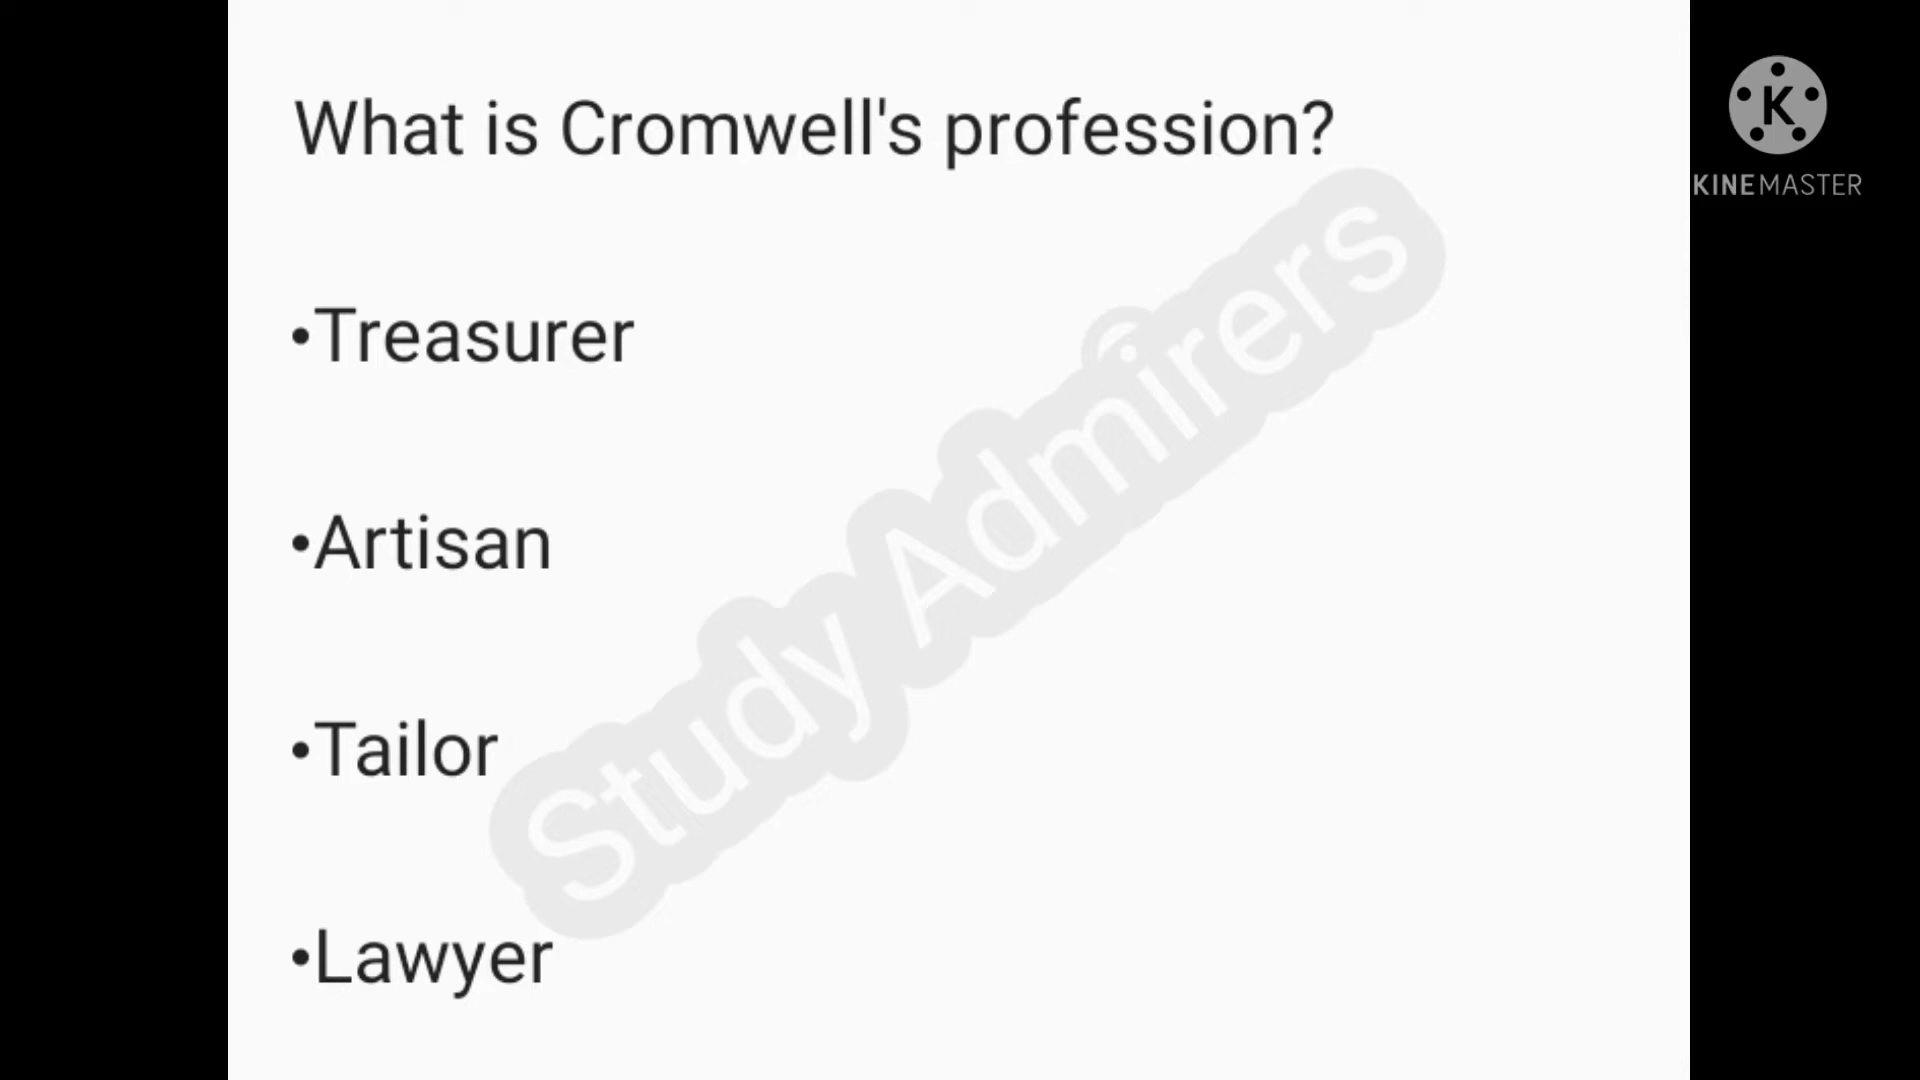 What is Cromwell's profession?
•Treasurer
•Artisan
•Tailor
•Lawyer
Study Admirers
K
KINEMASTER